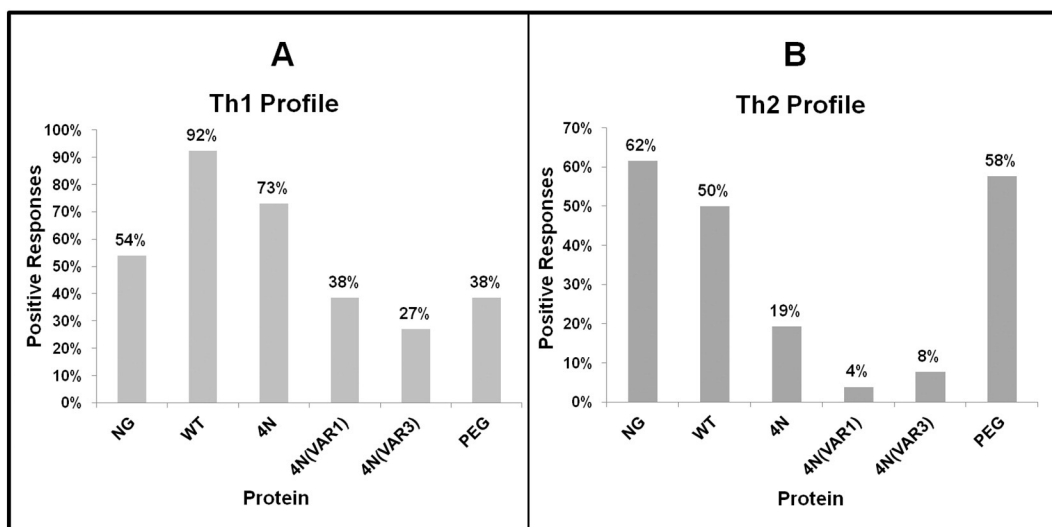 A
Th1 Profile
Positive Responses
100%
90%
80%
70%
60%
50%
40%
30%
20%
10%
0%
54%
92%
73%
38%
27%
38%
NG
WT
4N
4N(VAR1)
4N(VAR3)
PEG
Protein
B
Th2 Profile
Positive Responses
70%
60%
50%
40%
30%
20%
10%
0%
62%
50%
19%
4%
8%
58%
NG
WT
4N
4N(VAR1)
4N(VAR3)
PEG
Protein